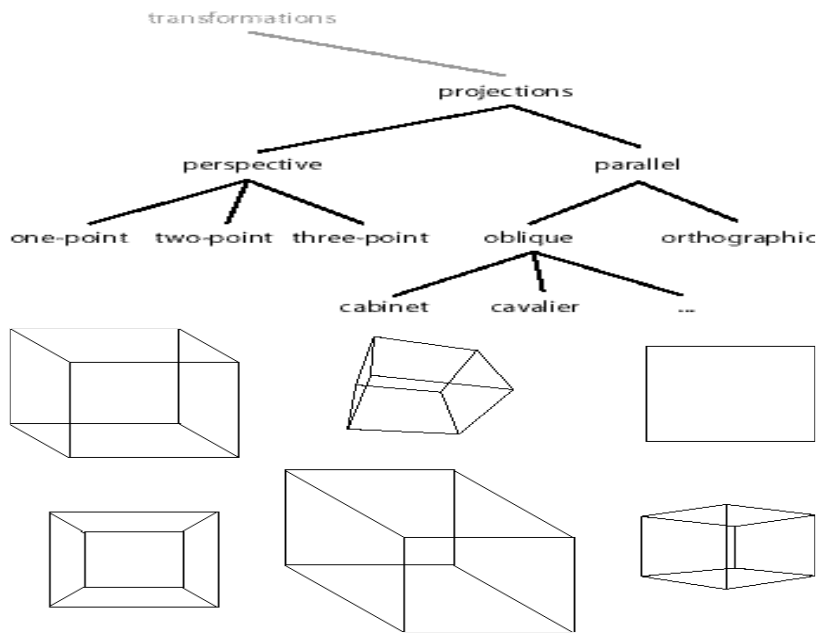 transformations
projections
perspective parallel
one-point two-point three-point oblique orthographic
cabinet cavalier ...